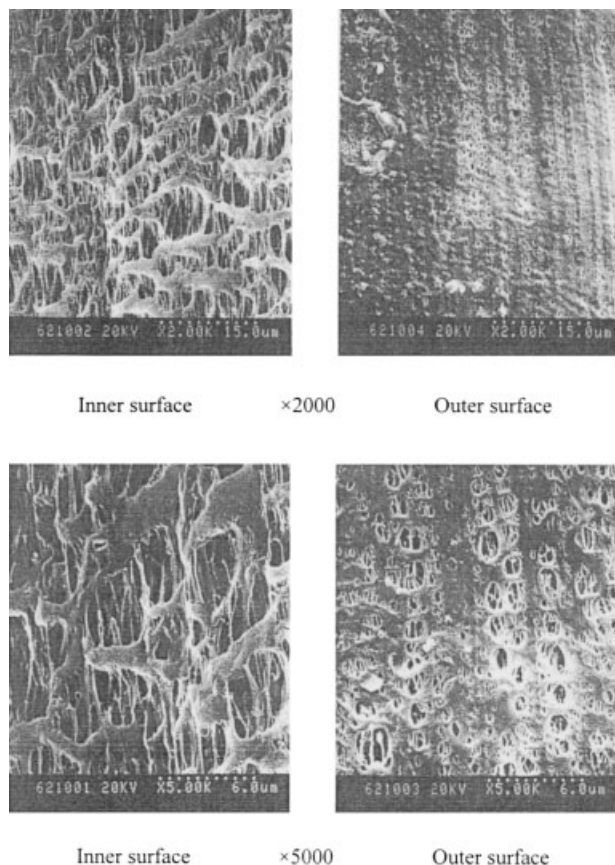 621002 20KV X2.00K 15.0um
621004 20KV X2.00K 15.0um
Inner surface ×2000 Outer surface
621001 20KV X5.00K 6.0um
621003 20KV X5.00K 6.0um
Inner surface ×5000 Outer surface